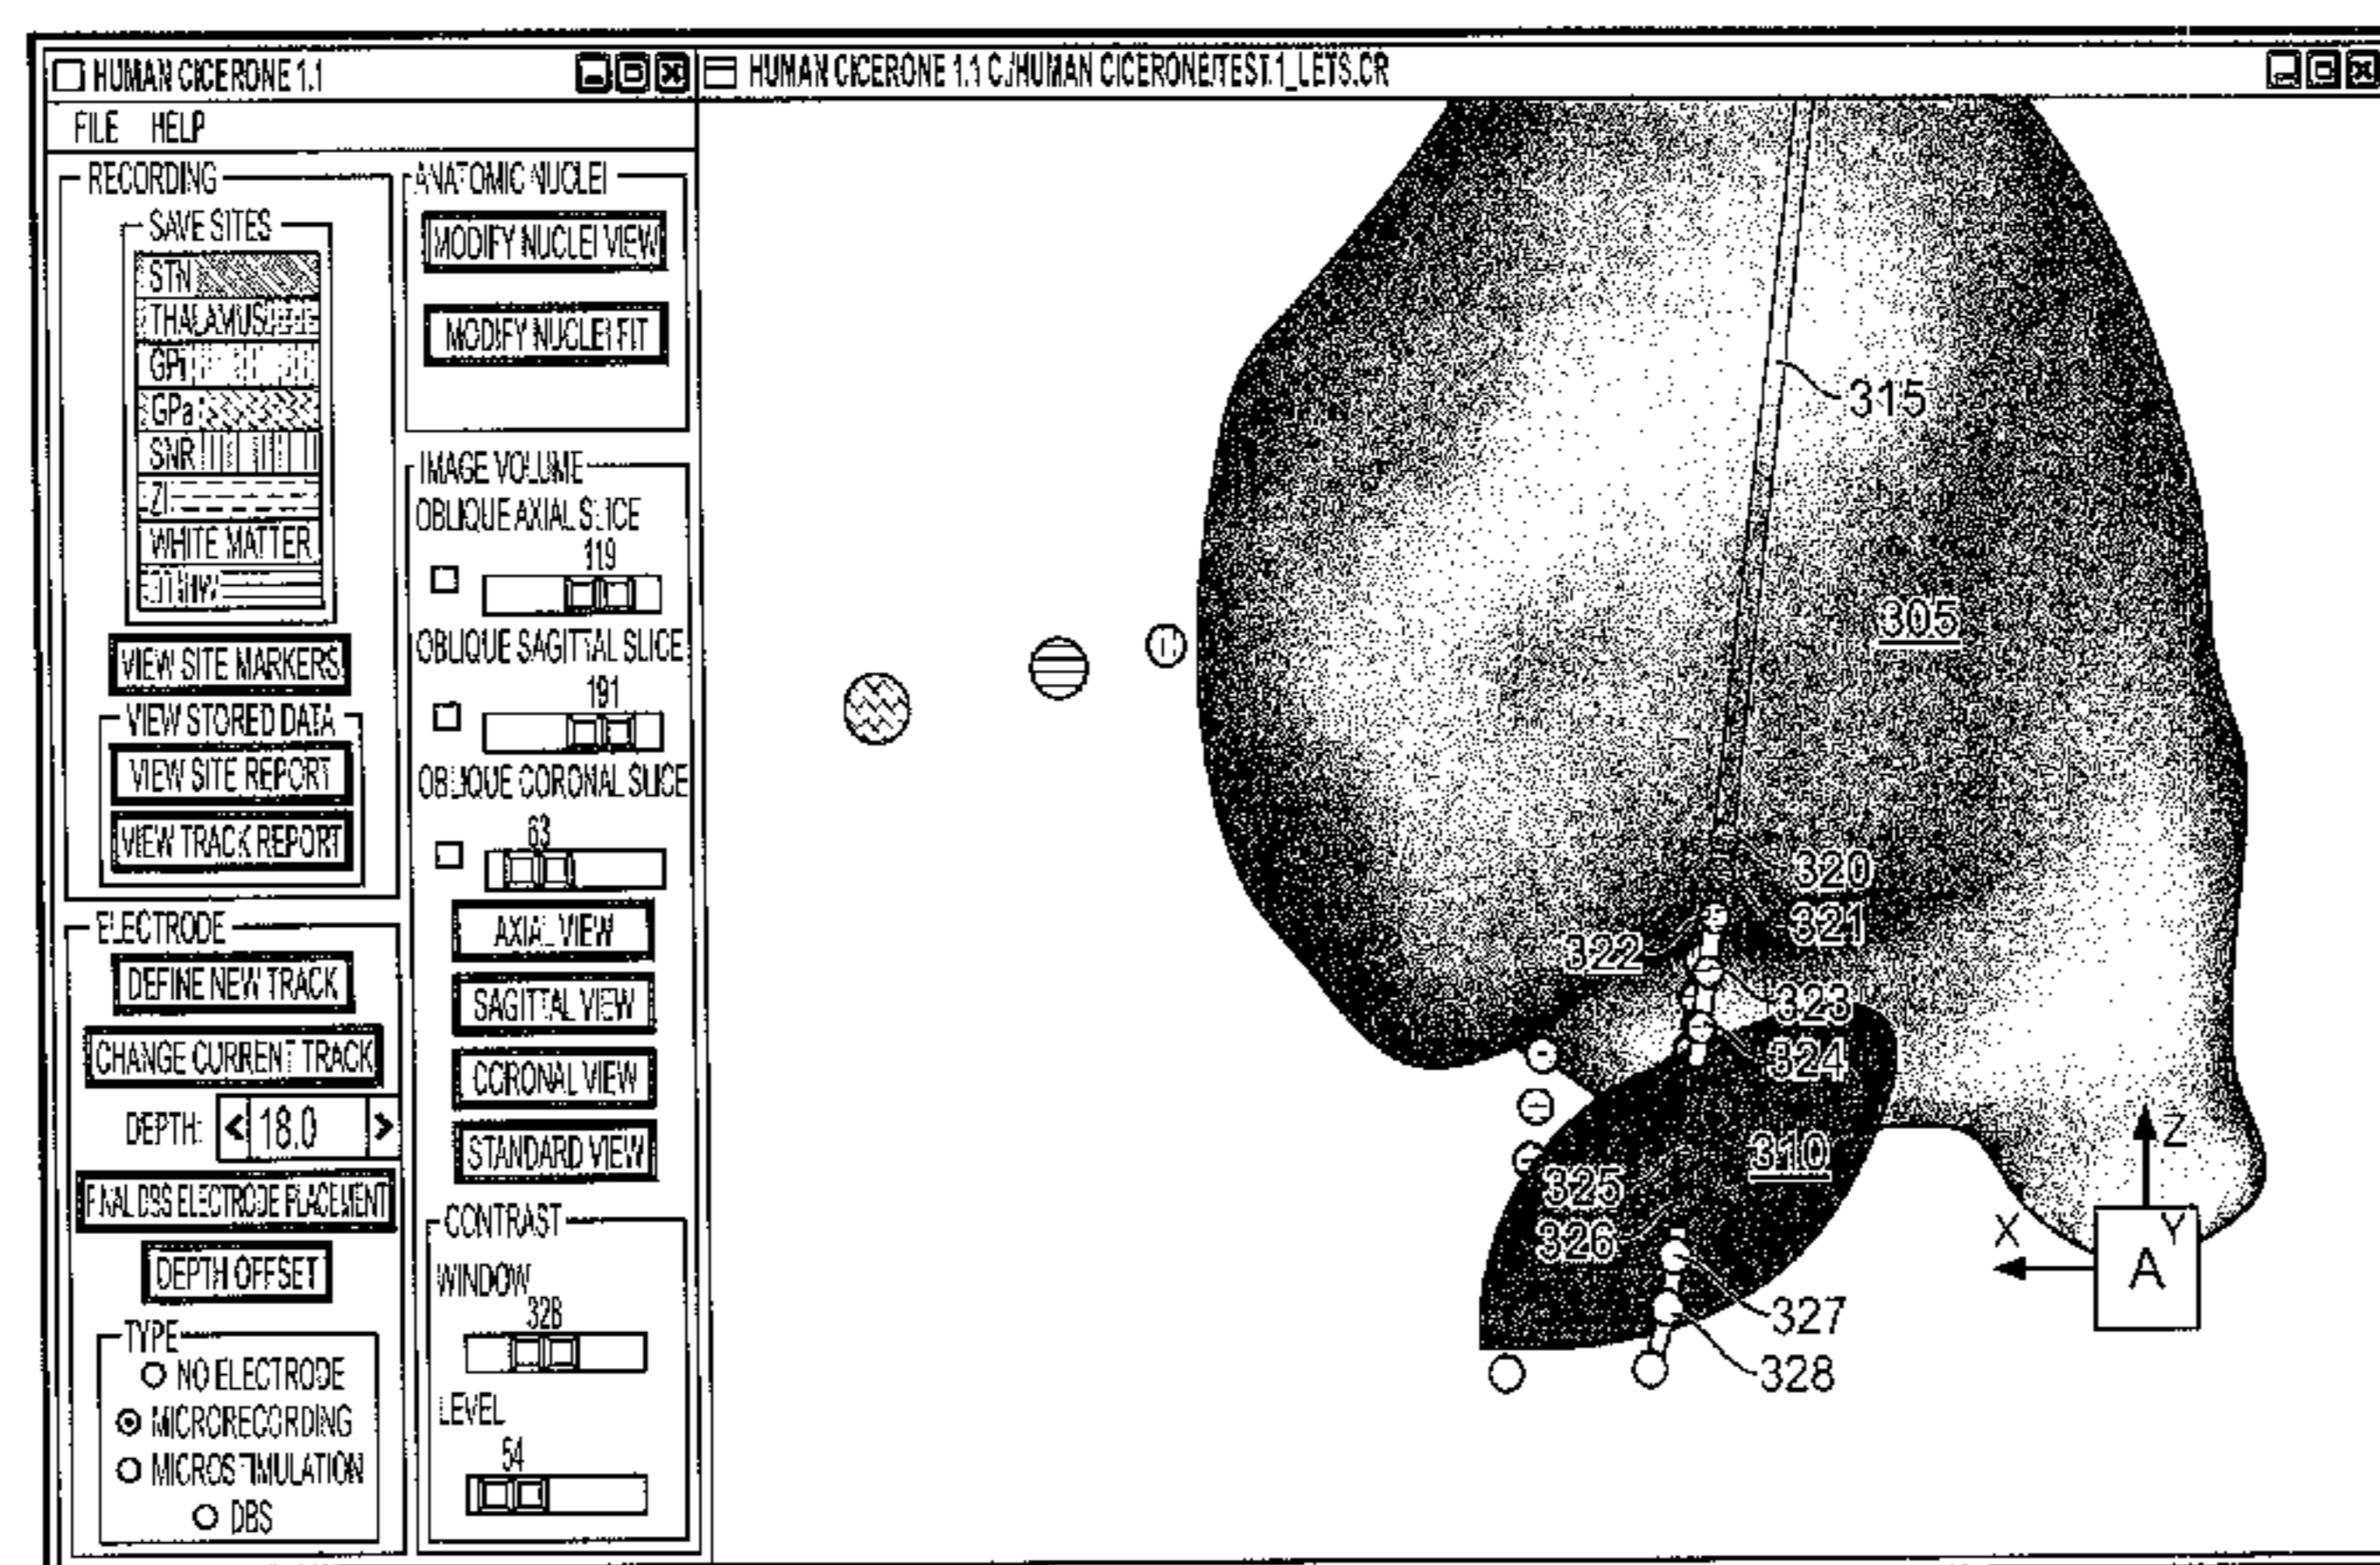 HUMAN CICERONE 1.1
HUMAN CICERONE 1.1 C:/HUMAN CICERONE/TEST.1_LETS.CR
FILE HELP
RECORDING
SAVE SITES
STN
THALAMUS
GPi
GPa
SNR
ZI
WHITE MATTER
VIEW SITE MARKERS
VIEW STORED DATA
VIEW SITE REPORT
VIEW TRACK REPORT
ELECTRODE
DEFINE NEW TRACK
CHANGE CURRENT TRACK
DEPTH: < 18.0 >
FINAL DBS ELECTRODE PLACEMENT
DEPTH OFFSET
TYPE
NO ELECTRODE
MICRORECORDING
MICROSTIMULATION
DBS
ANATOMIC NUCLEI
MODIFY NUCLEI VIEW
MODIFY NUCLEI FIT
IMAGE VOLUME
OBLIQUE AXIAL SLICE
119
OBLIQUE SAGITTAL SLICE
191
OBLIQUE CORONAL SLICE
63
AXIAL VIEW
SAGITTAL VIEW
CORONAL VIEW
STANDARD VIEW
CONTRAST
WINDOW
328
LEVEL
54
315
305
320
321
322
323
324
310
325
326
327
328
Z
X
Y
A